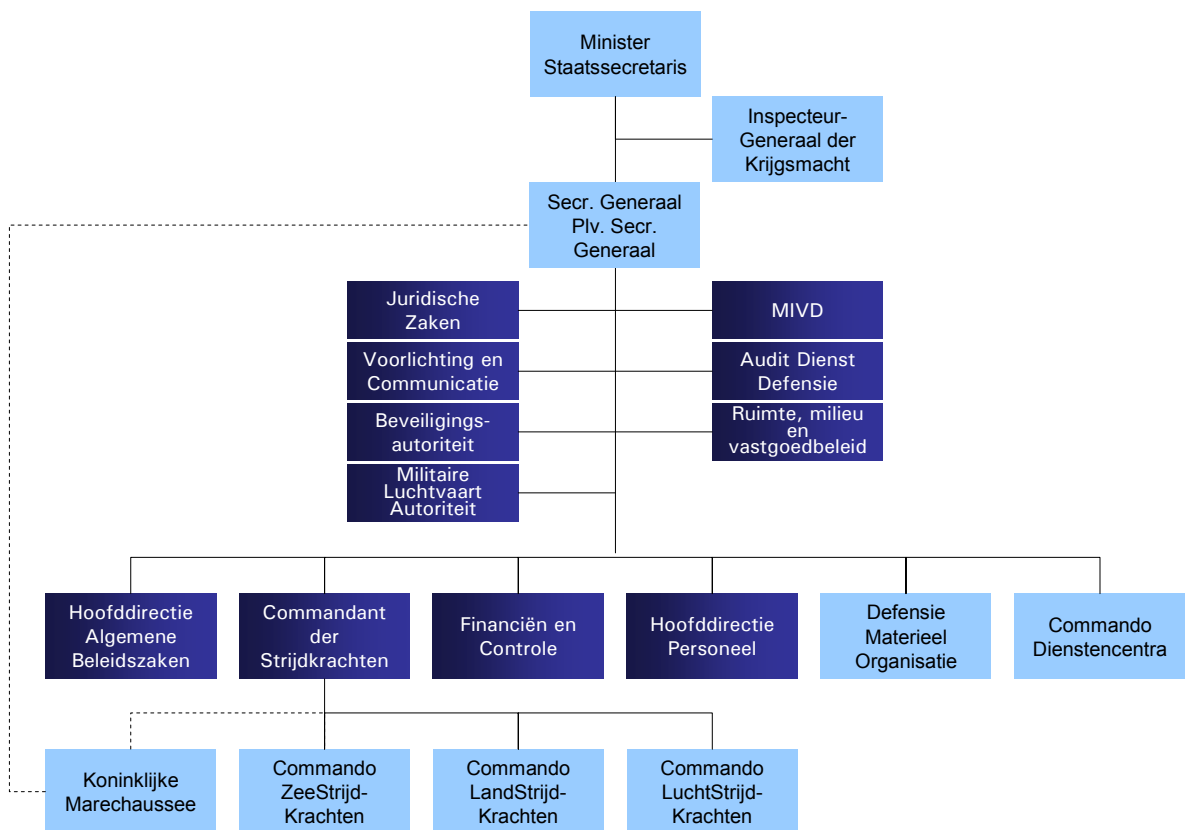 Minister
Staatssecretaris
Inspecteur-
Generaal der
Krijgsmacht
Secr. Generaal
Plv. Secr.
Generaal
Juridische
Zaken
MIVD
Voorlichting en
Communicatie
Audit Dienst
Defensie
Beveiligings-
autoriteit
Ruimte, milieu
en
vastgoedbeleid
Militaire
Luchtvaart
Autoriteit
Hoofddirectie
Algemene
Beleidszaken
Commandant
der
Strijdkrachten
Financiën en
Controle
Hoofddirectie
Personeel
Defensie
Materieel
Organisatie
Commando
Dienstencentra
Koninklijke
Marechaussee
Commando
ZeeStrijd-
Krachten
Commando
LandStrijd-
Krachten
Commando
LuchtStrijd-
Krachten